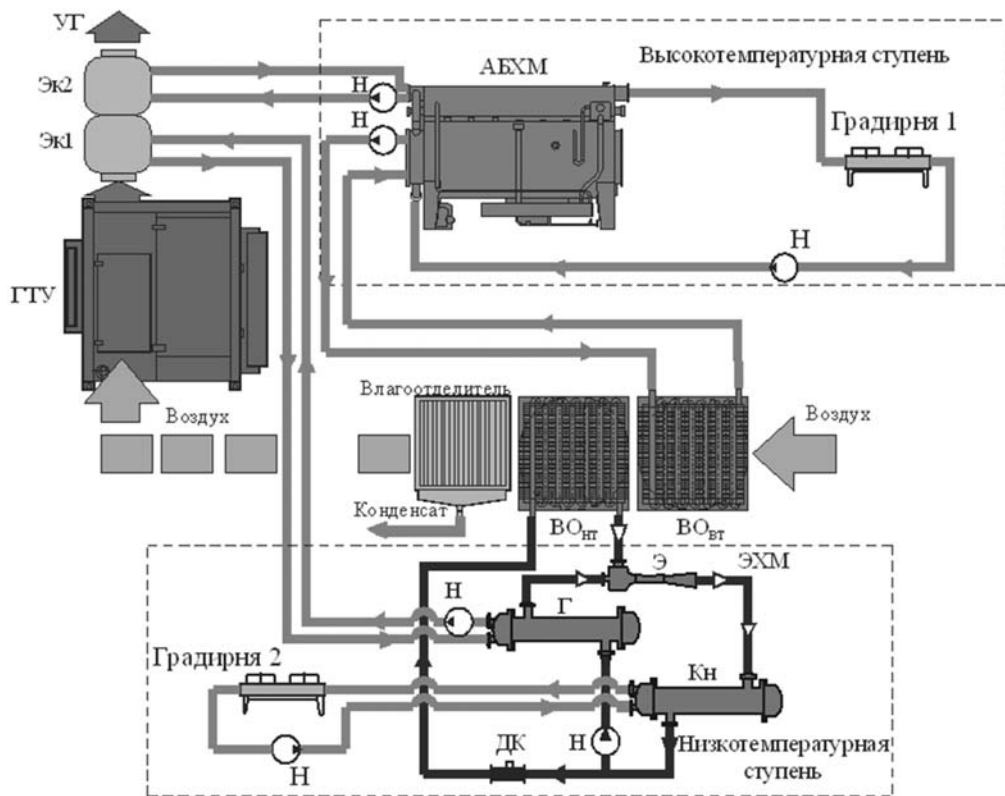 УГ
Эк2
Эк1
ГТУ
Воздух
АБХМ
Высокотемпературная ступень
Н
Н
Градирня 1
Н
Влагоотделитель
Воздух
Конденсат
ВОнт
ВОвт
Э
ЭХМ
Н
Г
Градирня 2
Кн
Н
ДК
Н
Низкотемпературная
ступень